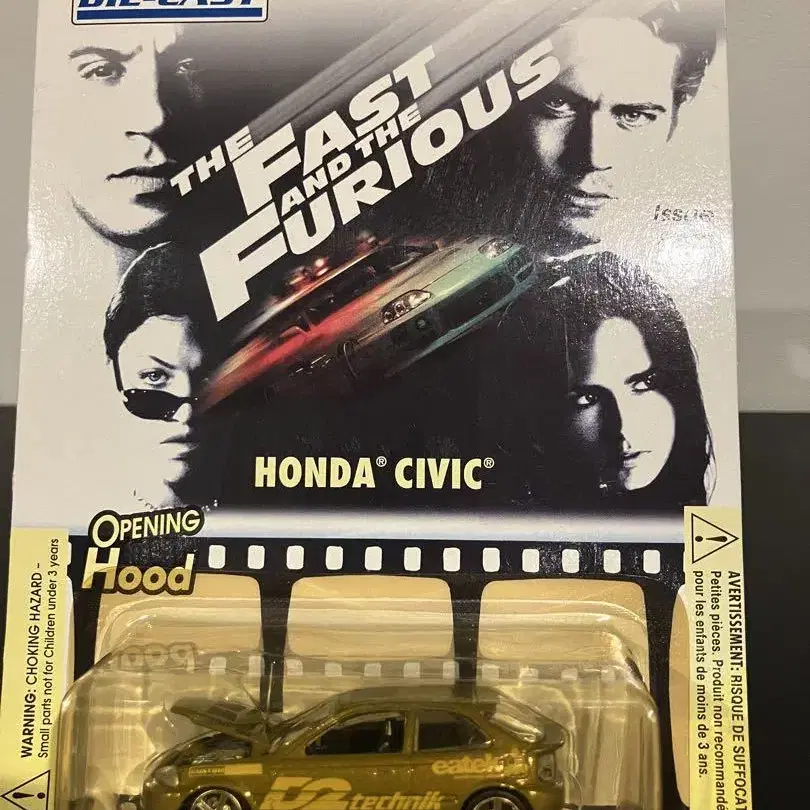 DIE-CAST
THE
FAST
AND THE
FURIOUS
Issue
HONDA® CIVIC®
OPENING
Hood
WARNING: CHOKING HAZARD –
Small parts not for Children under 3 years
AVERTISSEMENT: RISQUE DE SUFFOCA
Petites pièces. Produit non recommandé
pour les enfants de moins de 3 ans.
technik
eatek